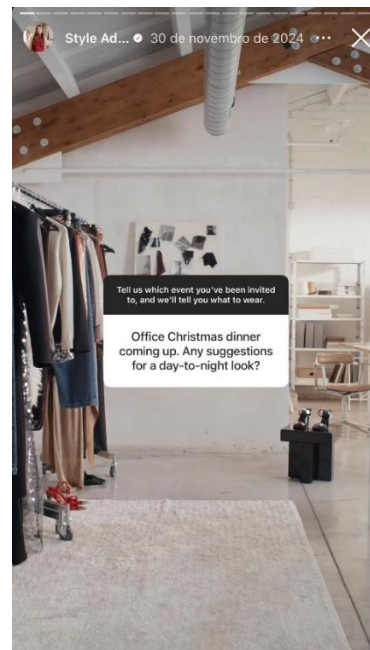 Style Ad... 30 de novembro de 2024 ...
Tell us which event you've been invited
to, and we'll tell you what to wear.
Office Christmas dinner
coming up. Any suggestions
for a day-to-night look?